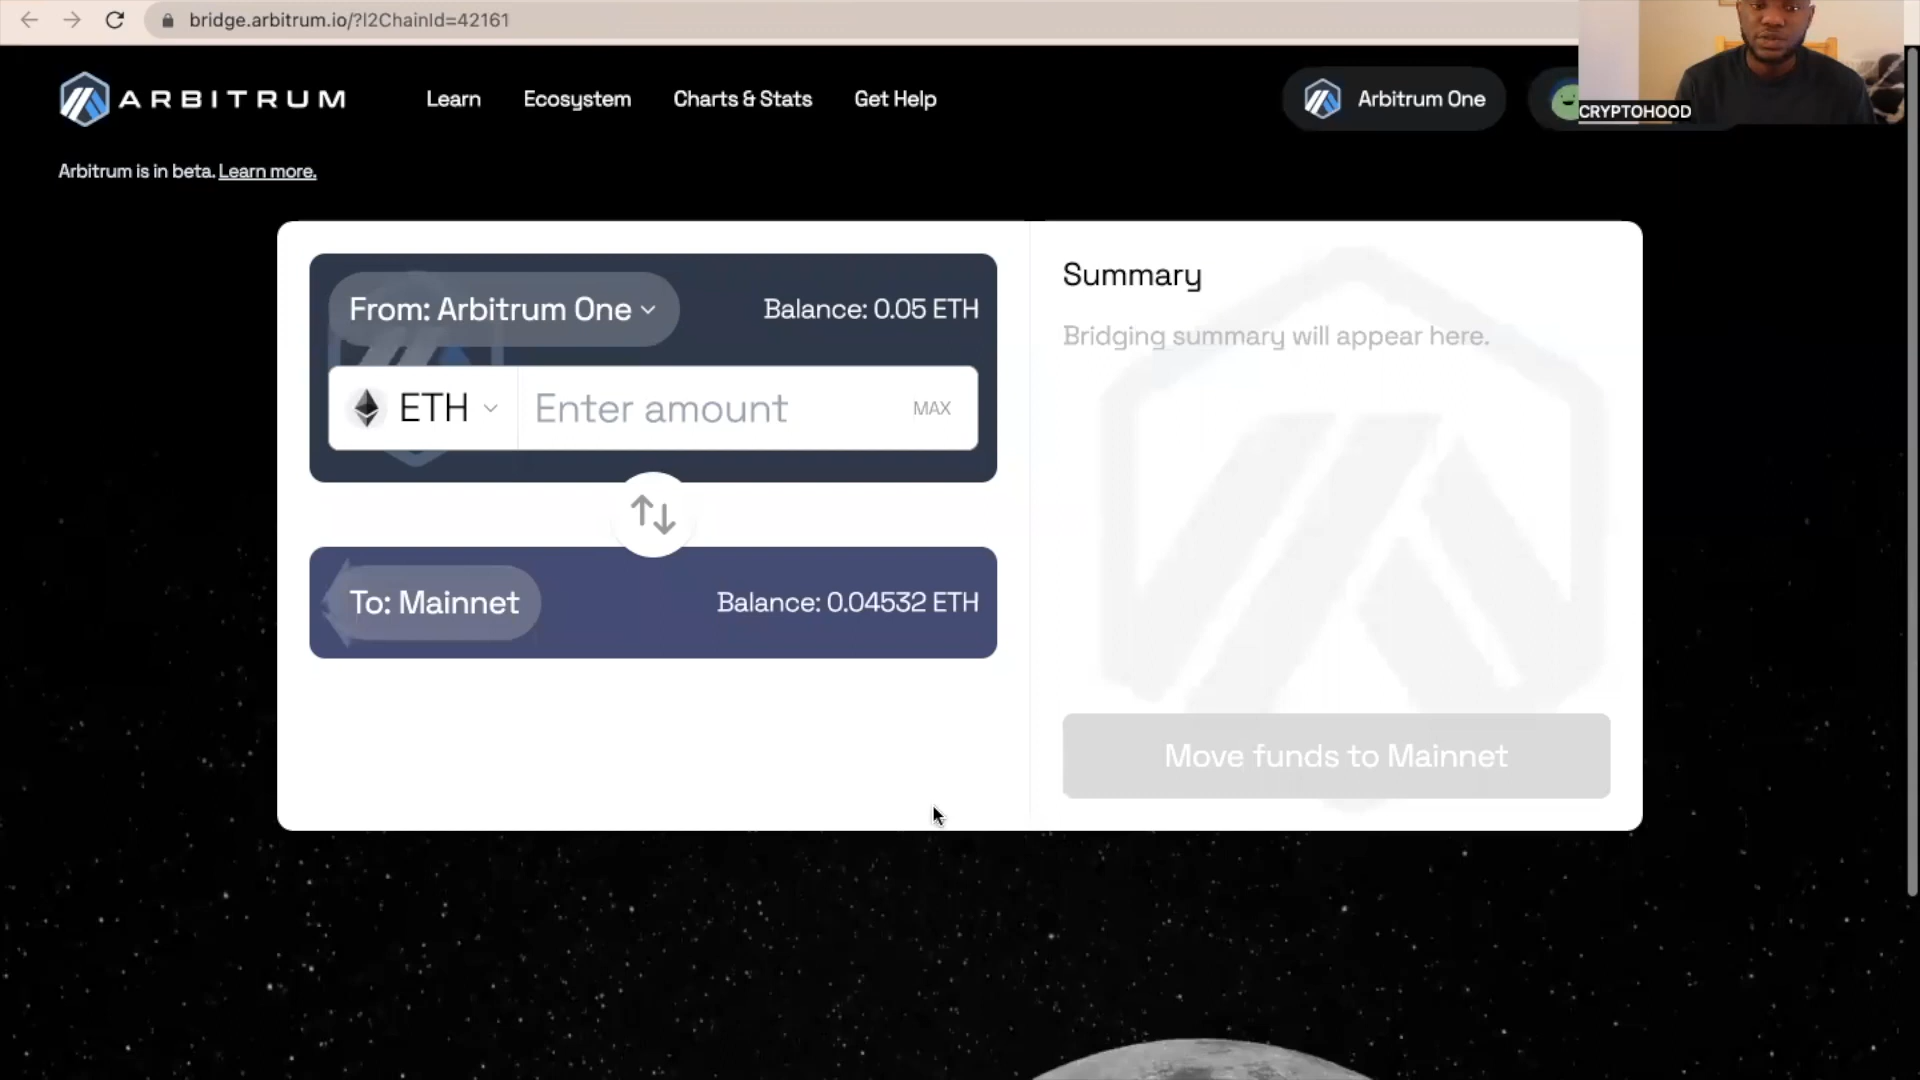 bridge.arbitrum.io/?l2ChainId=42161
ARBITRUM
Learn
Ecosystem
Charts & Stats
Get Help
Arbitrum One
CRYPTOHOOD
Arbitrum is in beta. Learn more.
From: Arbitrum One
Balance: 0.05 ETH
ETH
Enter amount
MAX
To: Mainnet
Balance: 0.04532 ETH
Summary
Bridging summary will appear here.
Move funds to Mainnet